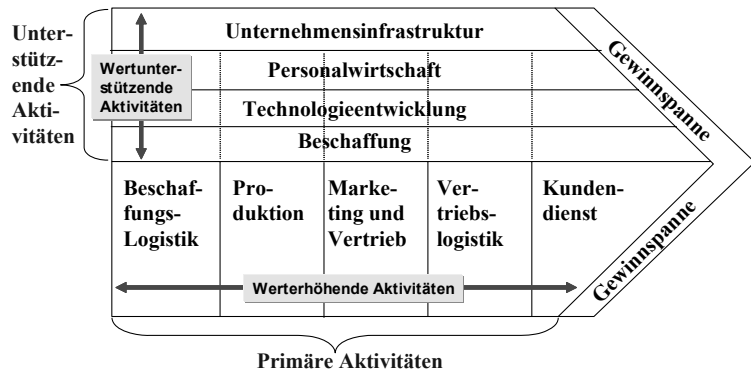 Unter-
stütz-
ende
Akti-
vitäten
Wertunter-
stützende
Aktivitäten
Unternehmensinfrastruktur
Personalwirtschaft
Technologieentwicklung
Beschaffung
Gewinnspanne
Beschaf-
fungs-
Logistik
Pro-
duktion
Marke-
ting und
Vertrieb
Ver-
triebs-
logistik
Kunden-
dienst
Gewinnspanne
Werterhöhende Aktivitäten
Primäre Aktivitäten